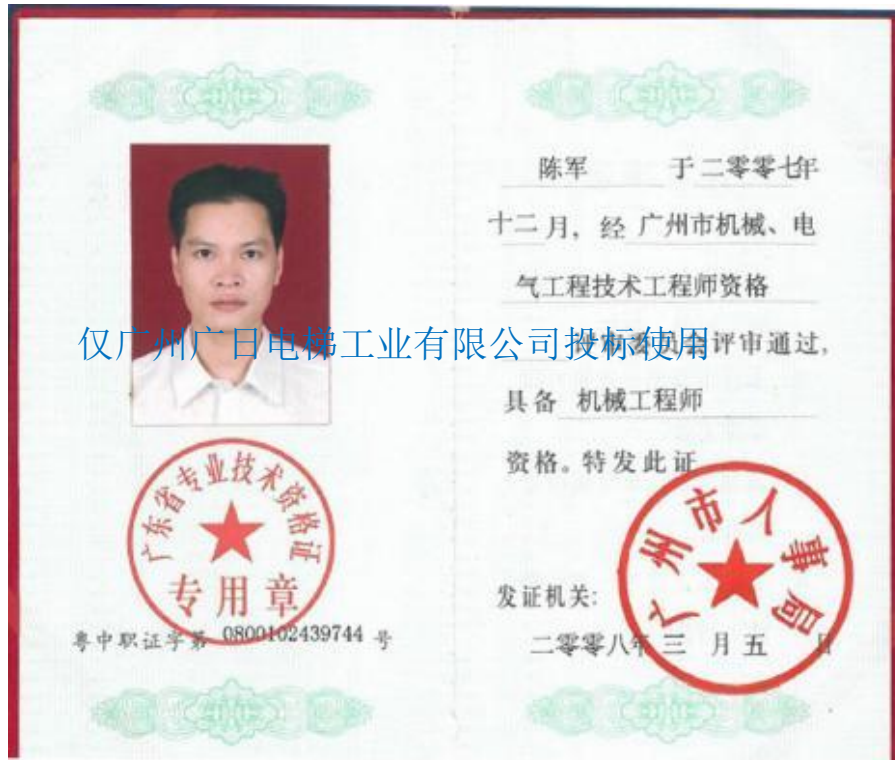 广东省专业技术资格证
专用章
粤中职证字第 0800102439744 号
陈军 于二零零七年
十二月，经 广州市机械、电
气工程技术工程师资格
评审委员会评审通过，
具备 机械工程师
资格。特发此证
广州市人事局
发证机关：
二零零八年 三 月 五 日
仅广州广日电梯工业有限公司投标使用